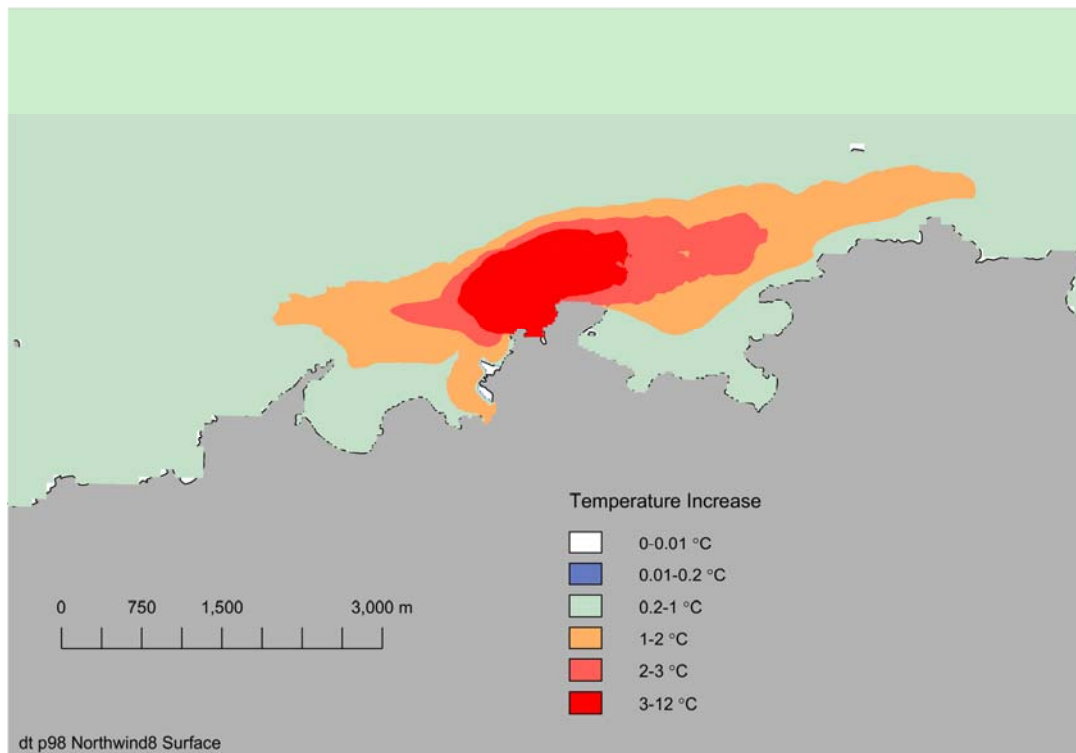 Temperature Increase
0-0.01 °C
0.01-0.2 °C
0.2-1 °C
1-2 °C
2-3 °C
3-12 °C
0 750 1,500 3,000 m
dt p98 Northwind8 Surface